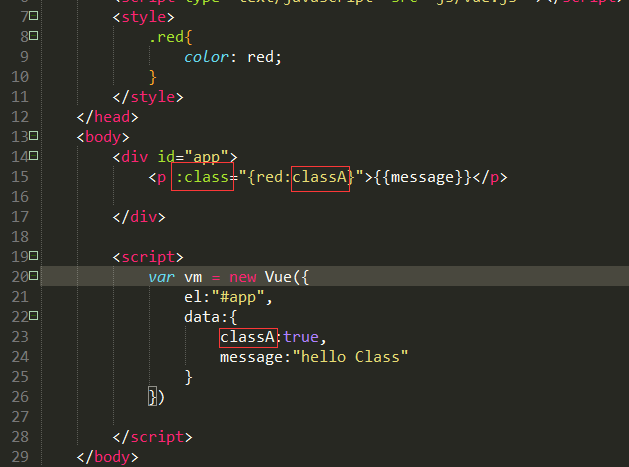 6 <script type="text/javascript" src="js/vue.js" ></script>
7 <style>
8 .red{
9 color: red;
10 }
11 </style>
12 </head>
13 <body>
14 <div id="app">
15 <p :class="{red:classA}">{{message}}</p>
16
17 </div>
18
19 <script>
20 var vm = new Vue({
21 el:"#app",
22 data:{
23 classA:true,
24 message:"hello Class"
25 }
26 })
27
28 </script>
29 </body>